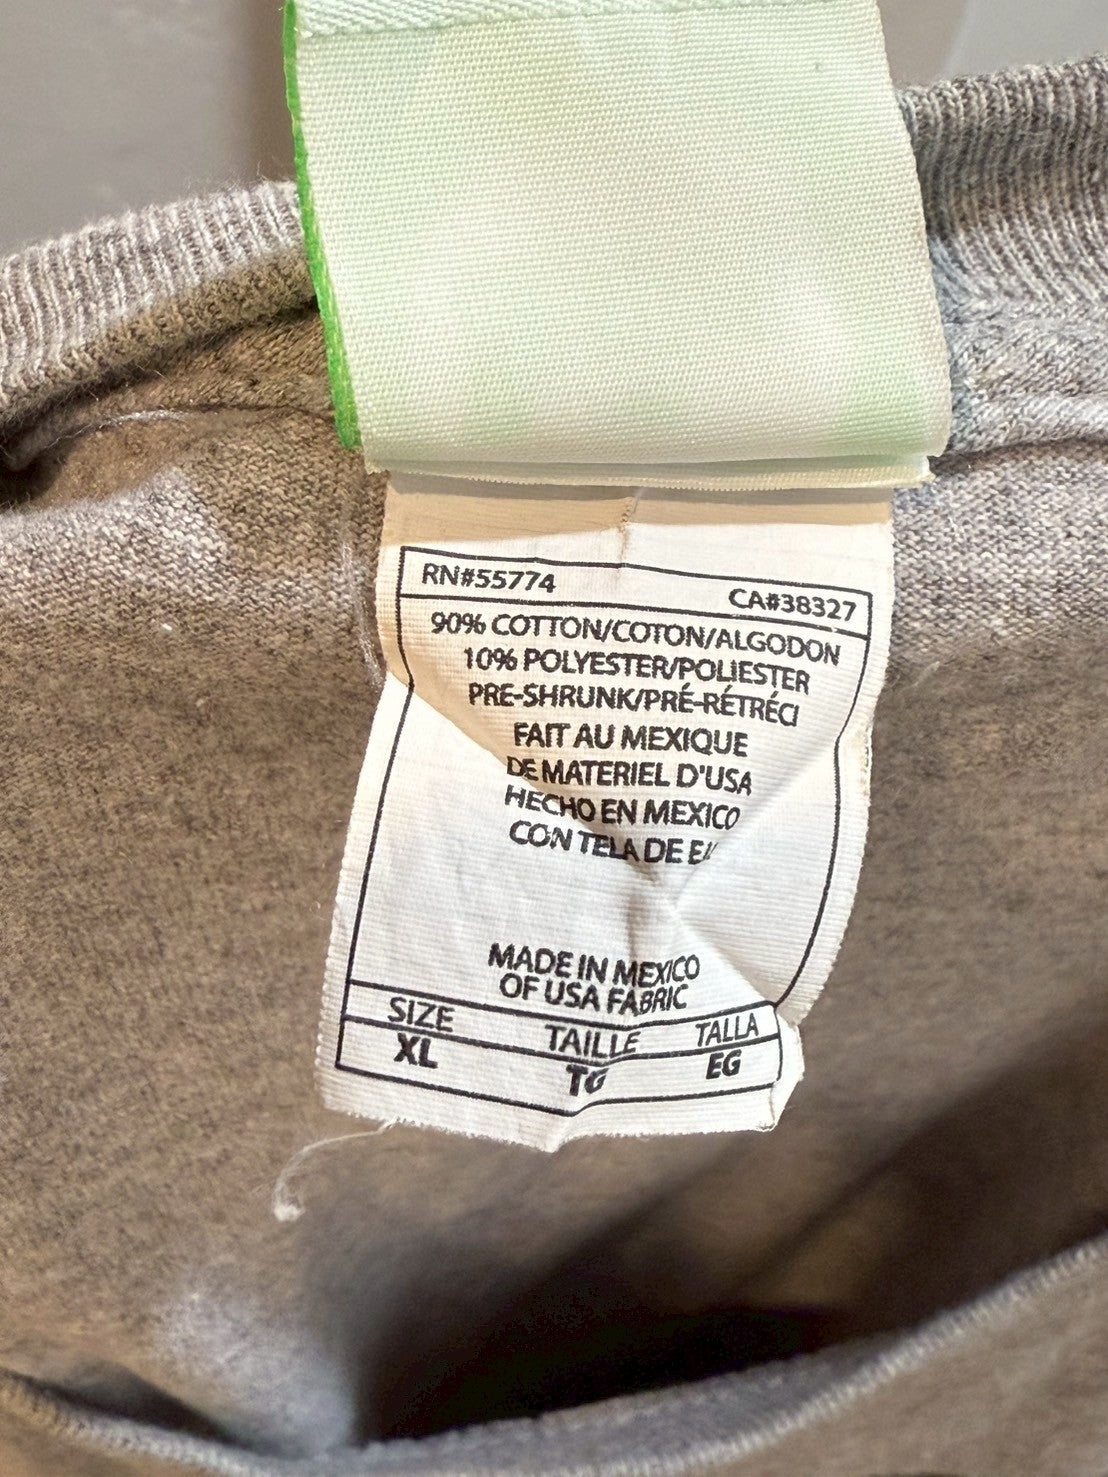 RN#55774 CA#38327
90% COTTON/COTON/ALGODON
10% POLYESTER/POLIESTER
PRE-SHRUNK/PRÉ-RÉTRÉCI
FAIT AU MEXIQUE
DE MATERIEL D'USA
HECHO EN MEXICO
CON TELA DE
MADE IN MEXICO
OF USA FABRIC
SIZE TAILLE TALLA
XL TG EG